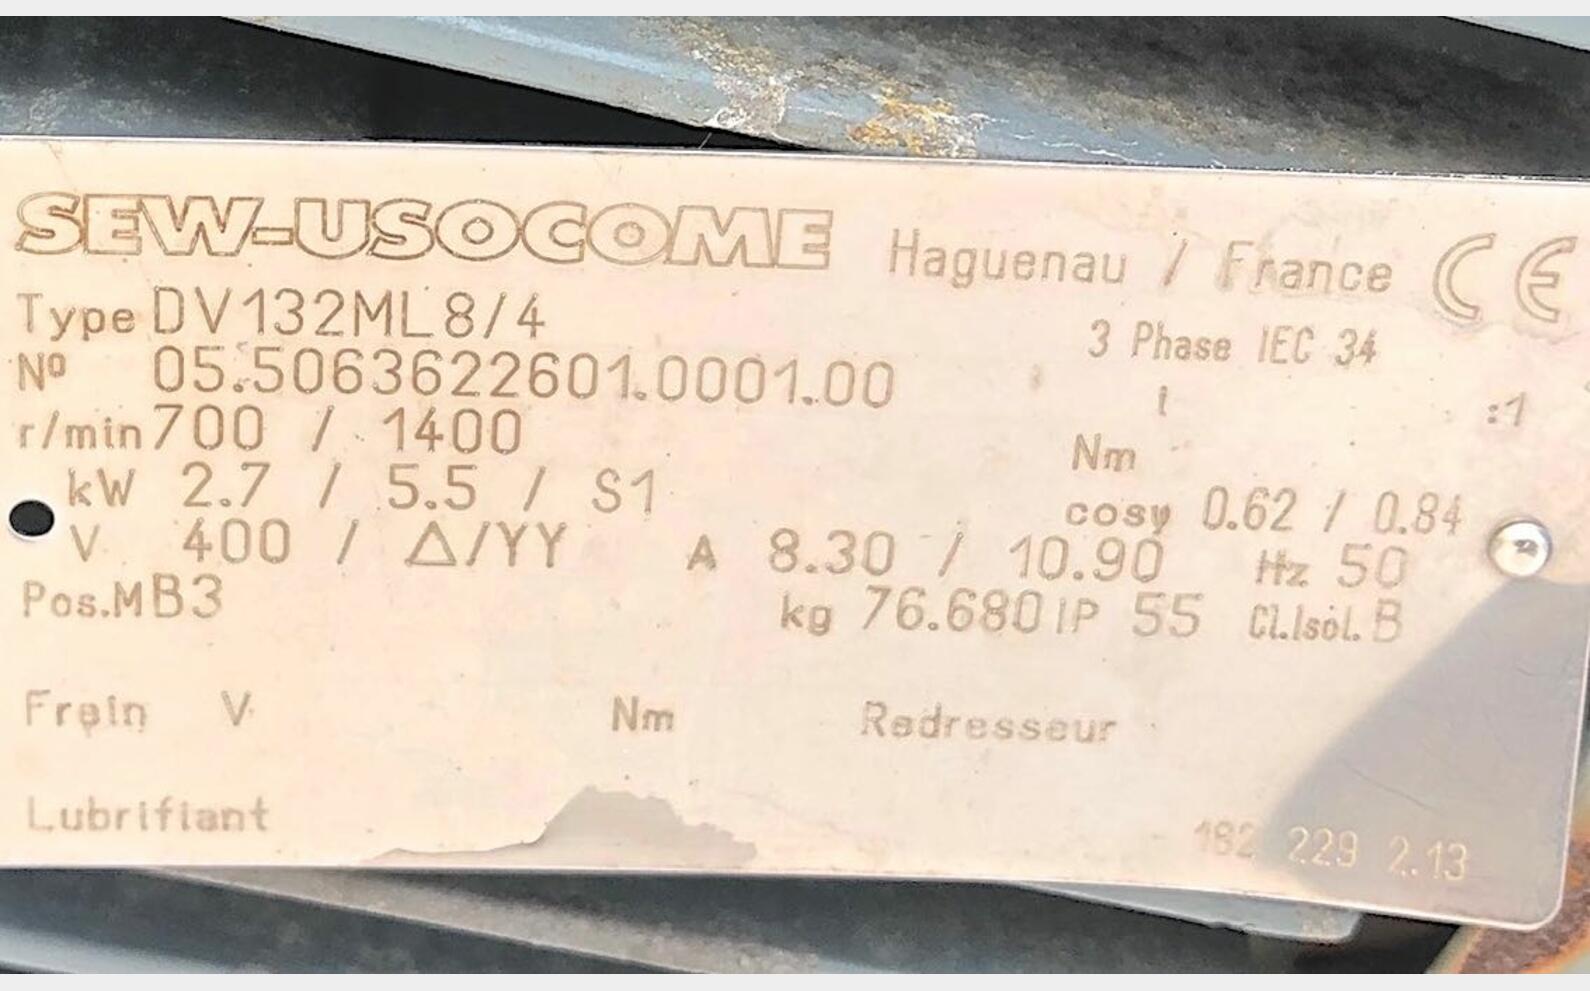 SEW-USOCOME Haguenau / France CE
Type DV132ML8/4 3 Phase IEC 34
Nº 05.5063622601.0001.00 i :1
r/min 700 / 1400 Nm
kW 2.7 / 5.5 / S1 cosφ 0.62 / 0.84
V 400 / Δ/YY A 8.30 / 10.90 Hz 50
Pos.MB3 kg 76.680 IP 55 Cl.Isol. B
Frein V Nm Redresseur
Lubrifiant
182 229 2.13